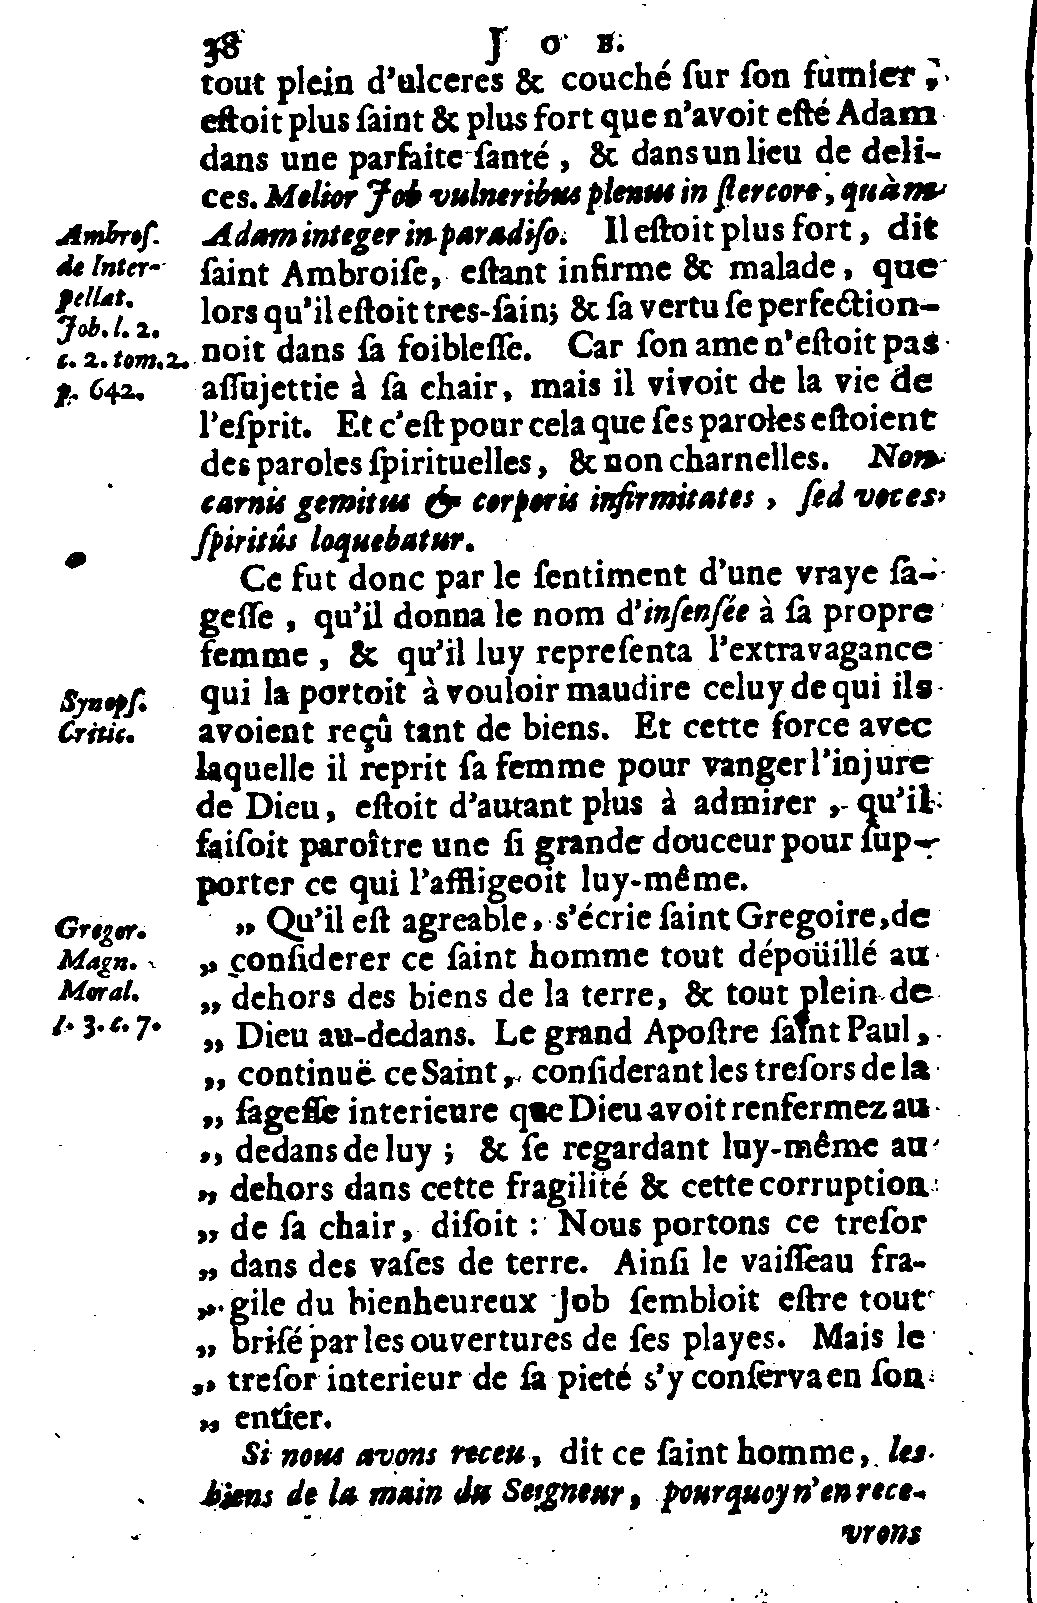 38 JOB.
tout plein d'ulceres & couché ſur ſon fumier,
eſtoit plus ſaint & plus fort que n'avoit eſté Adam
dans une parfaite ſanté, & dans un lieu de deli-
ces. Melior Job vulneribus plenus in ſtercore, quàm
Adam integer in paradiſo. Il eſtoit plus fort, dit
ſaint Ambroiſe, eſtant infirme & malade, que
lors qu'il eſtoit tres-ſain; & ſa vertu ſe perfection-
noit dans ſa foibleſſe. Car ſon ame n'eſtoit pas
aſſujettie à ſa chair, mais il vivoit de la vie de
l'eſprit. Et c'eſt pour cela que ſes paroles eſtoient
des paroles ſpirituelles, & non charnelles. Non
carnis gemitus & corporis infirmitates, ſed voces
ſpiritûs loquebatur.
Ambroſ.
de Inter-
pellat.
Job. l. 2.
c. 2. tom. 2.
p. 642.
Ce fut donc par le ſentiment d'une vraye ſa-
geſſe, qu'il donna le nom d'inſenſée à ſa propre
femme, & qu'il luy repreſenta l'extravagance
qui la portoit à vouloir maudire celuy de qui ils
avoient reçû tant de biens. Et cette force avec
laquelle il reprit ſa femme pour vanger l'injure
de Dieu, eſtoit d'autant plus à admirer, qu'il
faiſoit paroître une ſi grande douceur pour ſup-
porter ce qui l'affligeoit luy-même.
Synopſ.
Critic.
„ Qu'il eſt agreable, s'écrie ſaint Gregoire, de
„ conſiderer ce ſaint homme tout dépoüillé au
„ dehors des biens de la terre, & tout plein de
„ Dieu au-dedans. Le grand Apoſtre ſaint Paul,
„ continuë ce Saint, conſiderant les treſors de la
„ ſageſſe interieure que Dieu avoit renfermez au
„ dedans de luy; & ſe regardant luy-même au
„ dehors dans cette fragilité & cette corruption
„ de ſa chair, diſoit : Nous portons ce treſor
„ dans des vaſes de terre. Ainſi le vaiſſeau fra-
„ gile du bienheureux Job ſembloit eſtre tout
„ briſé par les ouvertures de ſes playes. Mais le
„ treſor interieur de ſa pieté s'y conſerva en ſon
„ entier.
Gregor.
Magn.
Moral.
l. 3. c. 7.
Si nous avons receu, dit ce ſaint homme, les
biens de la main du Seigneur, pourquoy n'en rece-
vrons